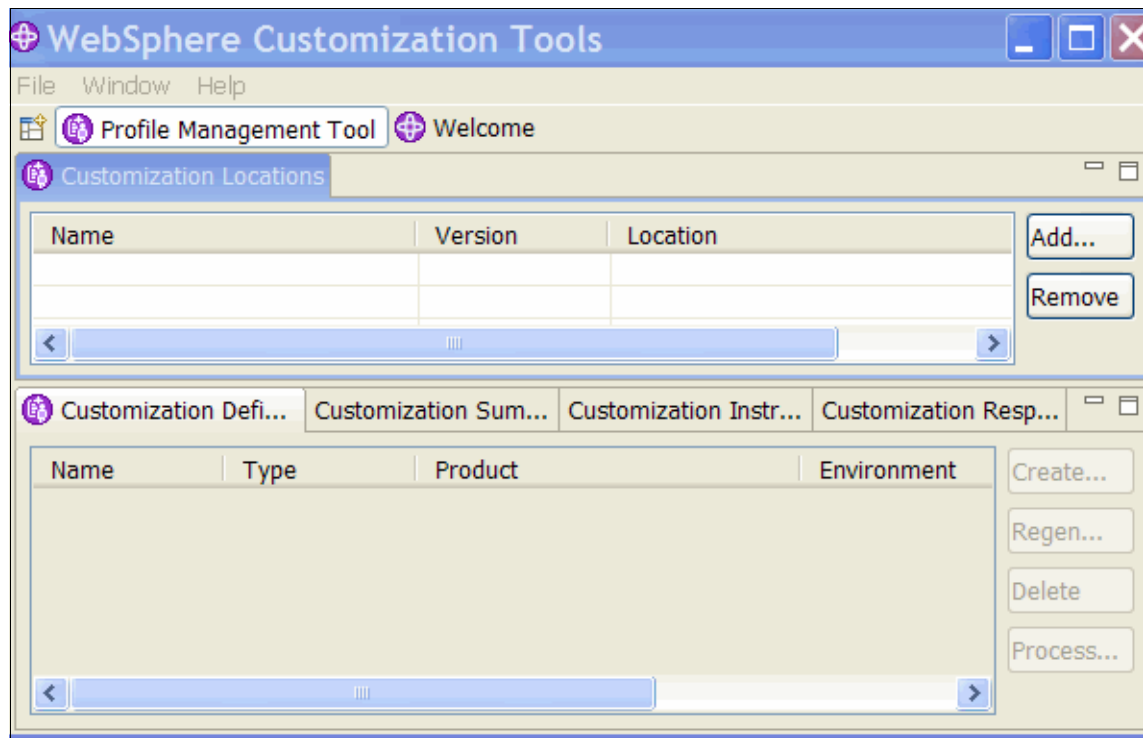 WebSphere Customization Tools
File Window Help
Profile Management Tool Welcome
Customization Locations
Name Version Location
Add...
Remove
Customization Defi... Customization Sum... Customization Instr... Customization Resp...
Name Type Product Environment
Create...
Regen...
Delete
Process...